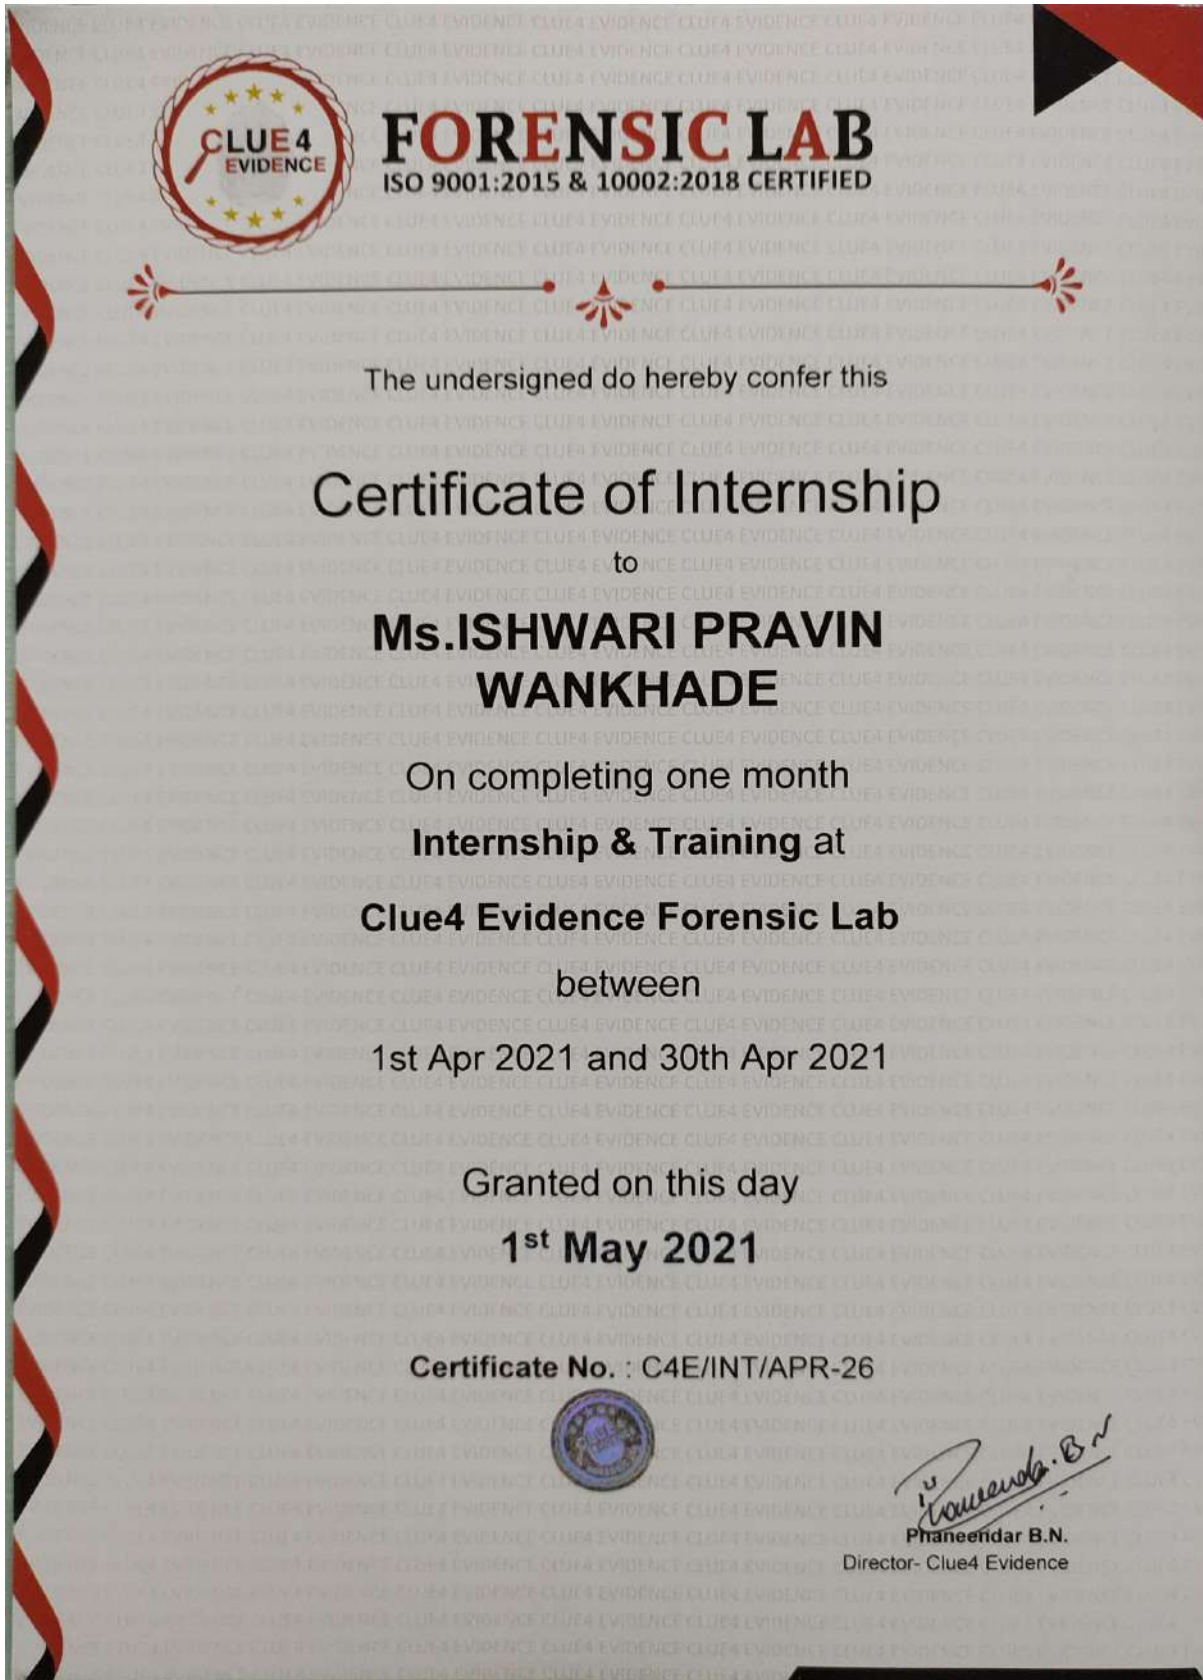 CLUE4
EVIDENCE
FORENSIC LAB
ISO 9001:2015 & 10002:2018 CERTIFIED
The undersigned do hereby confer this
Certificate of Internship
to
Ms.ISHWARI PRAVIN
WANKHADE
On completing one month
Internship & Training at
Clue4 Evidence Forensic Lab
between
1st Apr 2021 and 30th Apr 2021
Granted on this day
1st May 2021
Certificate No. : C4E/INT/APR-26
Phaneendar B.N.
Director- Clue4 Evidence